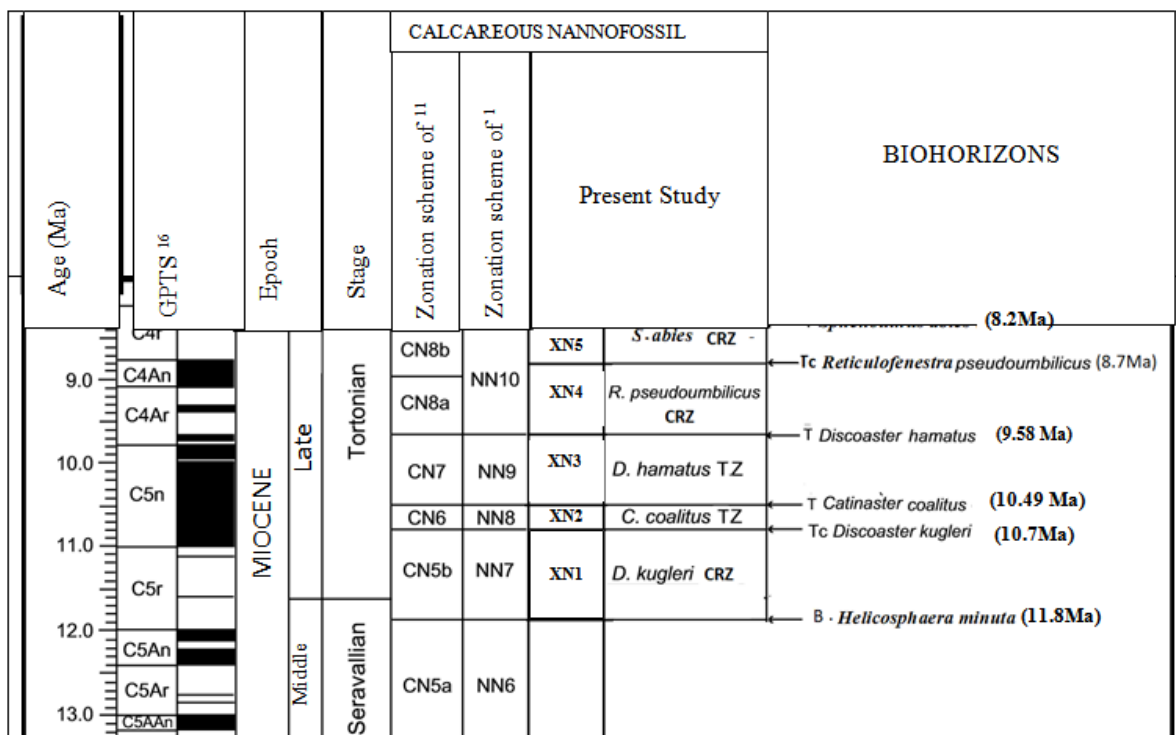 CALCAREOUS NANNOFOSSIL
Age (Ma)
GPTS 16
Epoch
Stage
Zonation scheme of 11
Zonation scheme of 1
Present Study
BIOHORIZONS
C4r
C4An
C4Ar
C5n
C5r
C5An
C5Ar
C5AAn
9.0
10.0
11.0
12.0
13.0
MIOCENE
Late
Middle
Tortonian
Seravallian
CN8b
CN8a
CN7
CN6
CN5b
CN5a
NN10
NN9
NN8
NN7
NN6
XN5
XN4
XN3
XN2
XN1
S.abies CRZ -
R. pseudoumbilicus
CRZ
D. hamatus T.Z
C. coalitus TZ
D. kugleri CRZ
(8.2Ma)
Tc Reticulofenestra pseudoumbilicus (8.7Ma)
T Discoaster hamatus (9.58 Ma)
T Catinaster coalitus (10.49 Ma)
Tc Discoaster kugleri (10.7Ma)
B . Helicosphaera minuta (11.8Ma)